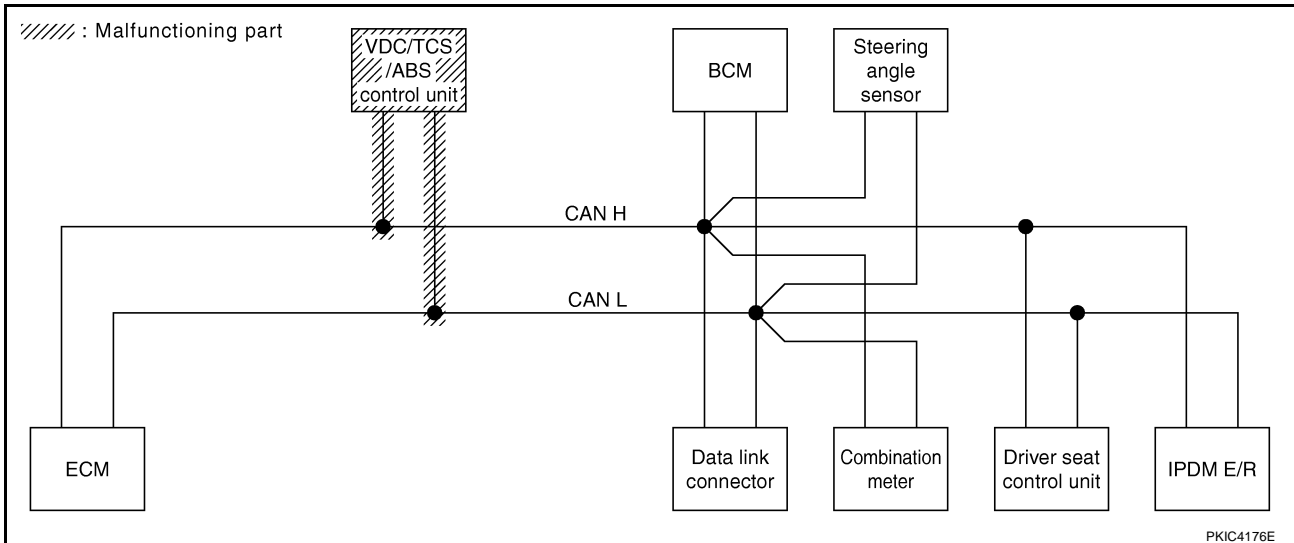 : Malfunctioning part
VDC/TCS
/ABS
control unit
BCM
Steering
angle
sensor
CAN H
CAN L
ECM
Data link
connector
Combination
meter
Driver seat
control unit
IPDM E/R
PKIC4176E